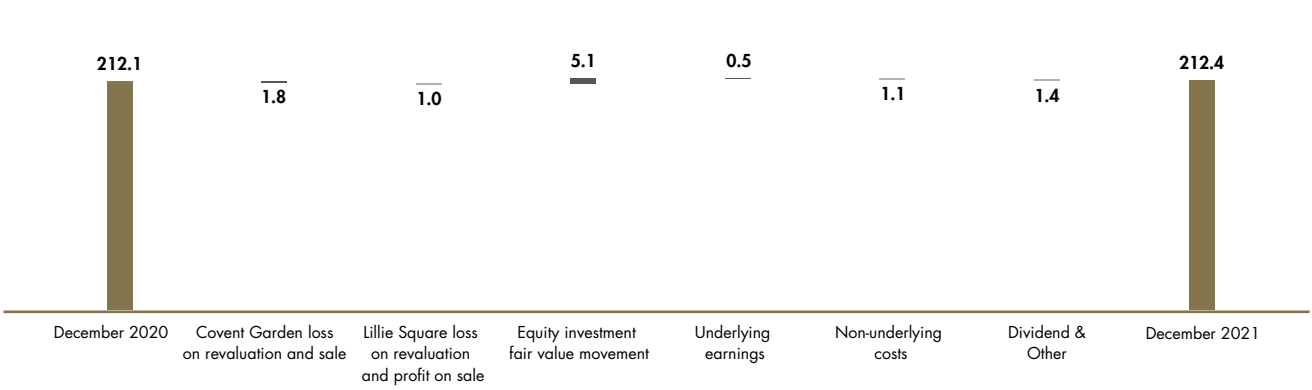 212.1
1.8
1.0
5.1
0.5
1.1
1.4
212.4
December 2020
Covent Garden loss
on revaluation and sale
Lillie Square loss
on revaluation
and profit on sale
Equity investment
fair value movement
Underlying
earnings
Non-underlying
costs
Dividend &
Other
December 2021